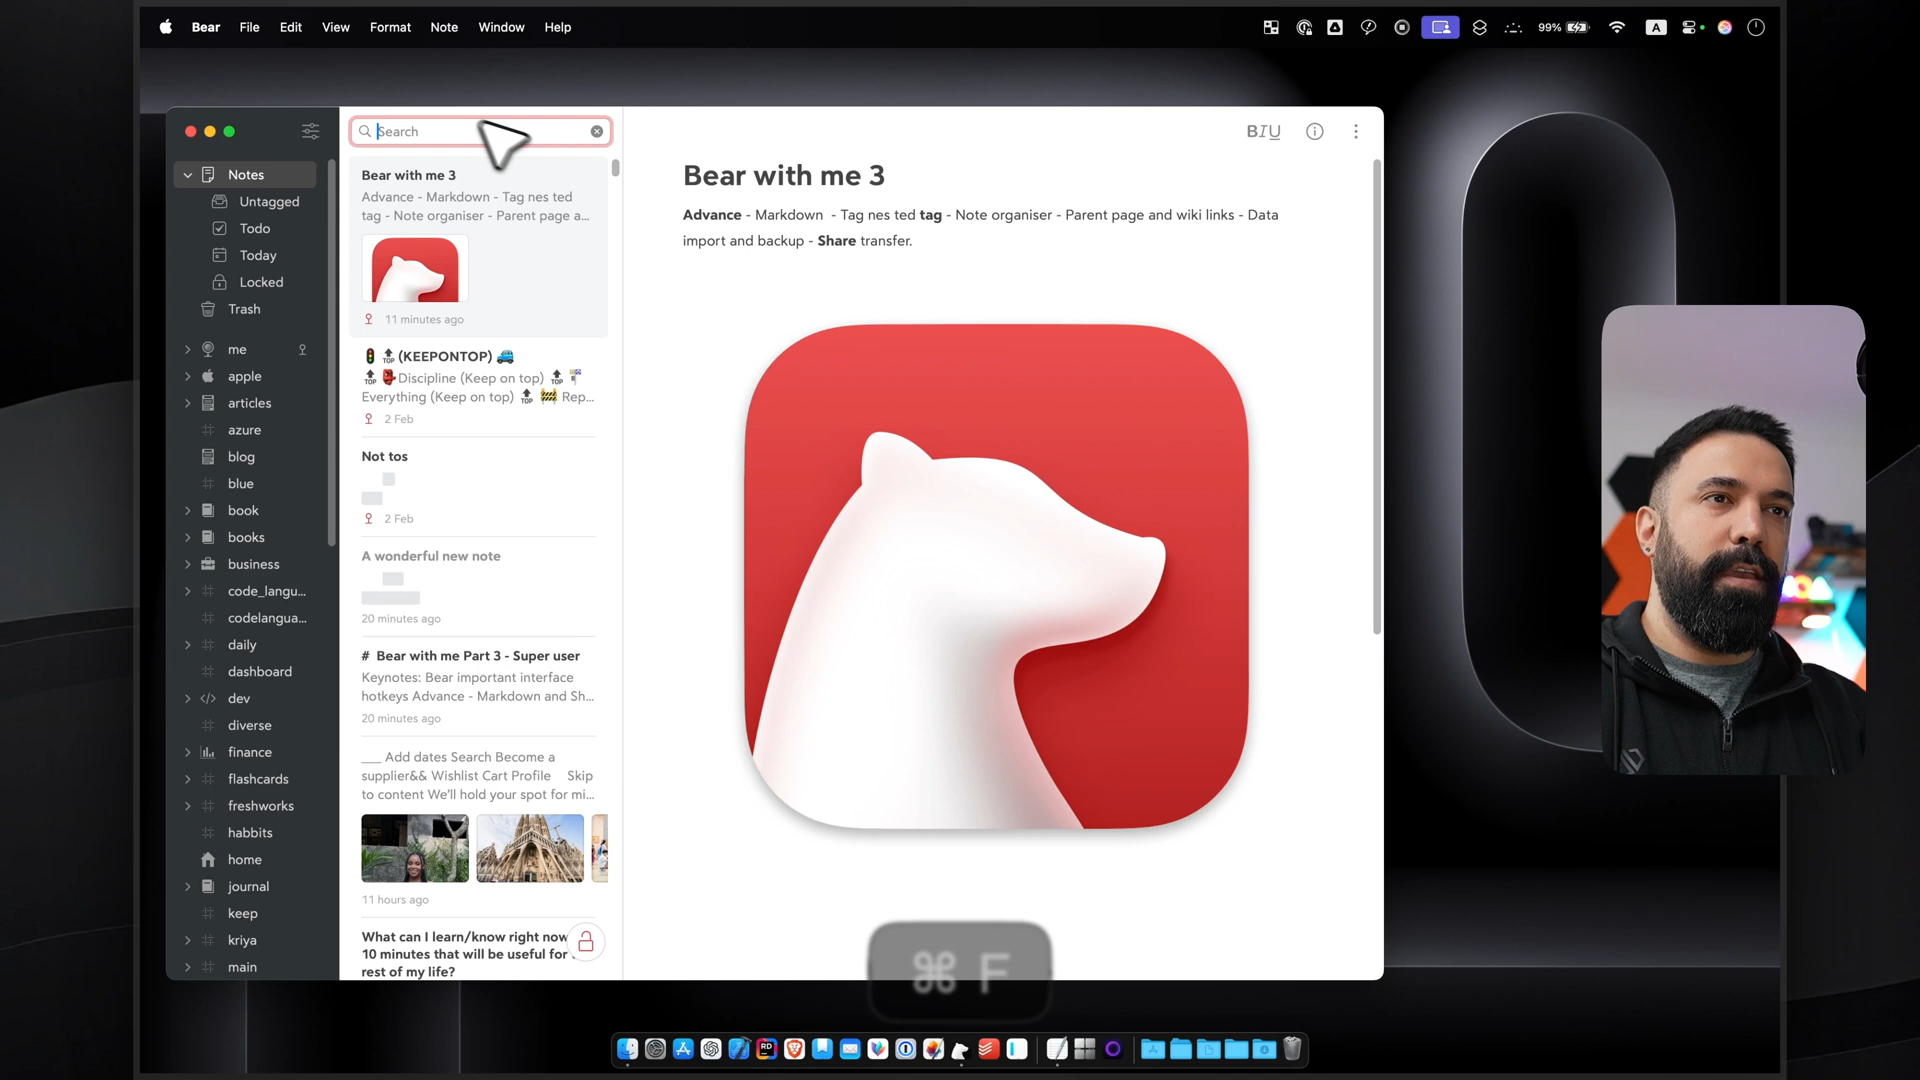 Bear File Edit View Format Note Window Help
99%
A
Search
BIU
Notes
Untagged
Todo
Today
Locked
Trash
me
apple
articles
azure
blog
blue
book
books
business
code_langu...
codelangua...
daily
dashboard
dev
diverse
finance
flashcards
freshworks
habbits
home
journal
keep
kriya
main
Bear with me 3
Advance - Markdown - Tag nes ted
tag - Note organiser - Parent page a...
11 minutes ago
🚦 🔝 (KEEPONTOP) 🚙
🔝 👺 Discipline (Keep on top) 🔝 🚏
Everything (Keep on top) 🔝 🚧 Rep...
2 Feb
Not tos
2 Feb
A wonderful new note
20 minutes ago
# Bear with me Part 3 - Super user
Keynotes: Bear important interface
hotkeys Advance - Markdown and Sh...
20 minutes ago
___ Add dates Search Become a
supplier&& Wishlist Cart Profile Skip
to content We'll hold your spot for mi...
11 hours ago
What can I learn/know right now
10 minutes that will be useful for
rest of my life?
Bear with me 3
Advance - Markdown - Tag nes ted tag - Note organiser - Parent page and wiki links - Data
import and backup - Share transfer.
⌘ F
RD